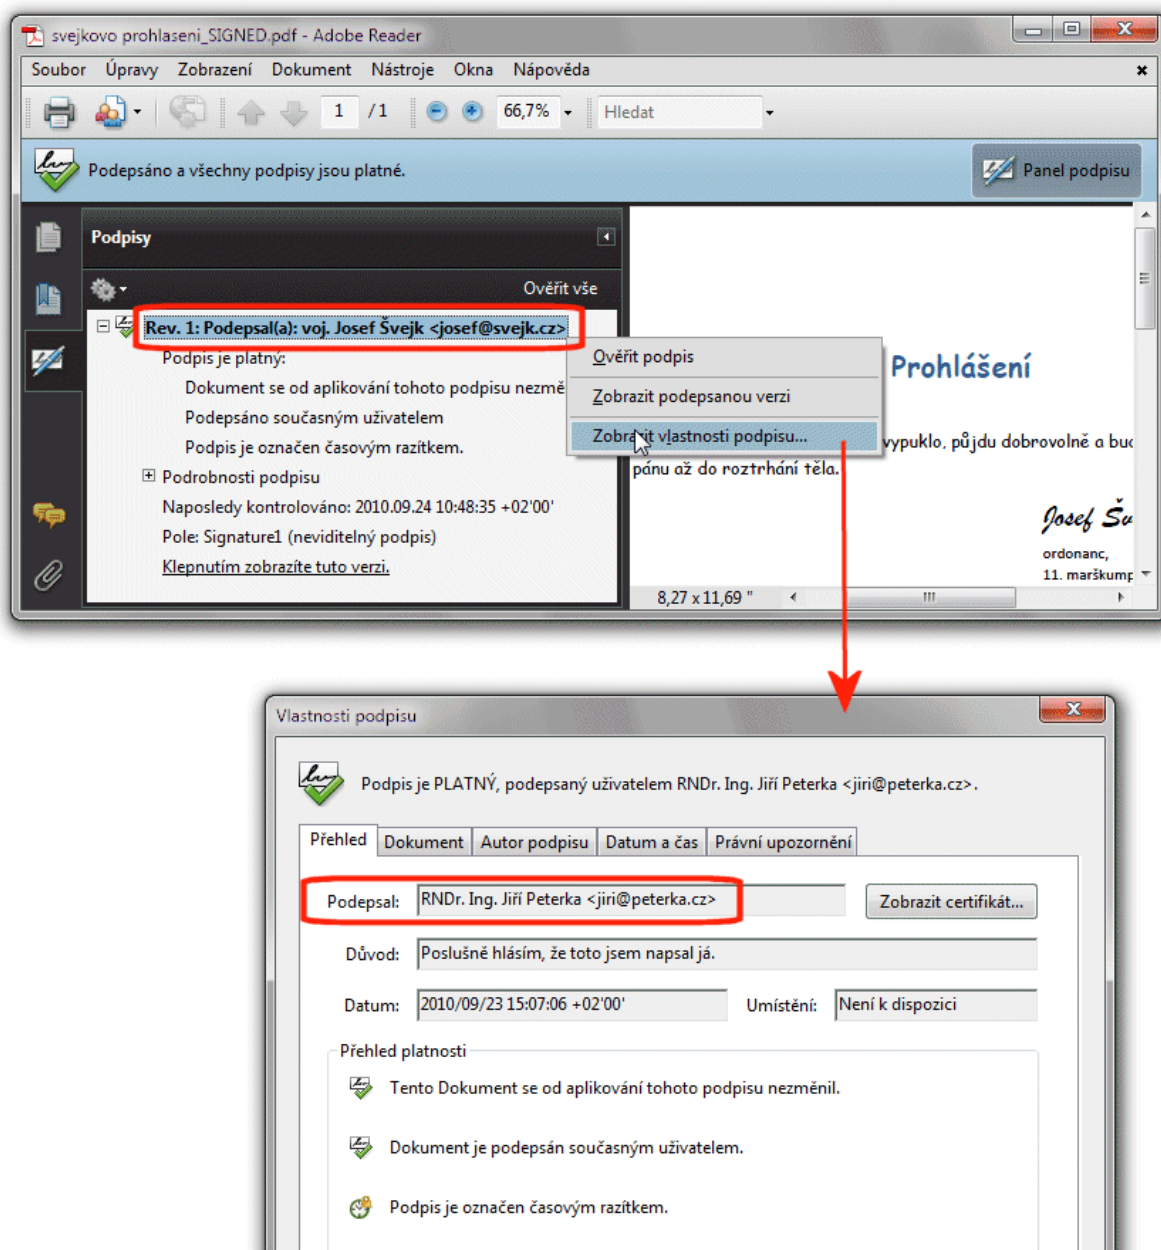 svejkovo prohlaseni_SIGNED.pdf - Adobe Reader
Soubor Úpravy Zobrazení Dokument Nástroje Okna Nápověda
1 / 1 66,7% Hledat
Podepsáno a všechny podpisy jsou platné.
Panel podpisu
Podpisy
Ověřit vše
Rev. 1: Podepsal(a): voj. Josef Švejk <josef@svejk.cz>
Podpis je platný:
Dokument se od aplikování tohoto podpisu nezmě
Podepsáno současným uživatelem
Podpis je označen časovým razítkem.
Podrobnosti podpisu
Naposledy kontrolováno: 2010.09.24 10:48:35 +02'00'
Pole: Signature1 (neviditelný podpis)
Klepnutím zobrazíte tuto verzi.
Ověřit podpis
Zobrazit podepsanou verzi
Zobrazit vlastnosti podpisu...
Prohlášení
vypuklo, půjdu dobrovolně a buc
pánu až do roztrhání těla.
Josef Šv
ordonanc,
11. marškump
8,27 x 11,69 "
Vlastnosti podpisu
Podpis je PLATNÝ, podepsaný uživatelem RNDr. Ing. Jiří Peterka <jiri@peterka.cz>.
Přehled Dokument Autor podpisu Datum a čas Právní upozornění
Podepsal: RNDr. Ing. Jiří Peterka <jiri@peterka.cz> Zobrazit certifikát...
Důvod: Poslušně hlásím, že toto jsem napsal já.
Datum: 2010/09/23 15:07:06 +02'00' Umístění: Není k dispozici
Přehled platnosti
Tento Dokument se od aplikování tohoto podpisu nezměnil.
Dokument je podepsán současným uživatelem.
Podpis je označen časovým razítkem.